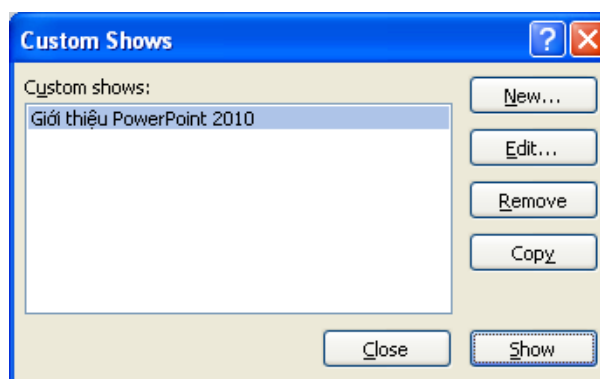 Custom Shows
Custom shows:
Giới thiệu PowerPoint 2010
New...
Edit...
Remove
Copy
Close
Show